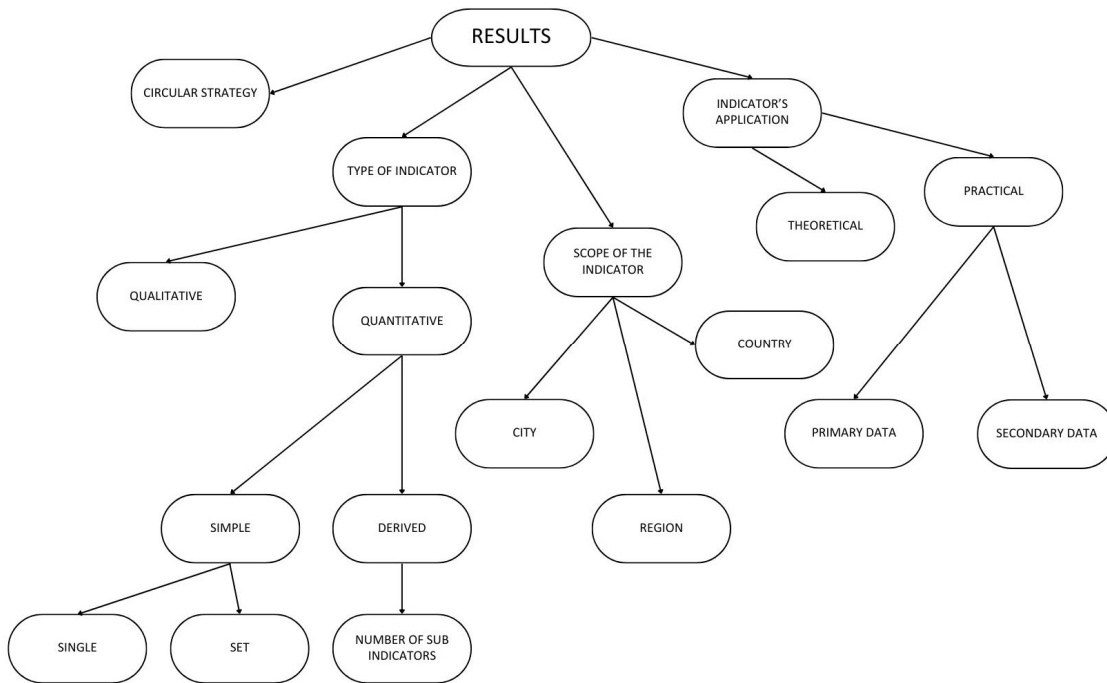 RESULTS
CIRCULAR STRATEGY
INDICATOR'S
APPLICATION
TYPE OF INDICATOR
PRACTICAL
THEORETICAL
SCOPE OF THE
INDICATOR
QUALITATIVE
QUANTITATIVE
COUNTRY
CITY
PRIMARY DATA
SECONDARY DATA
SIMPLE
DERIVED
REGION
SINGLE
SET
NUMBER OF SUB
INDICATORS